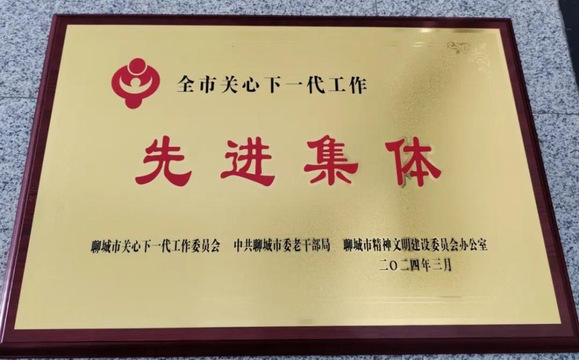 全市关心下一代工作
先进集体
聊城市关心下一代工作委员会 中共聊城市委老干部局 聊城市精神文明建设委员会办公室
二〇二四年三月